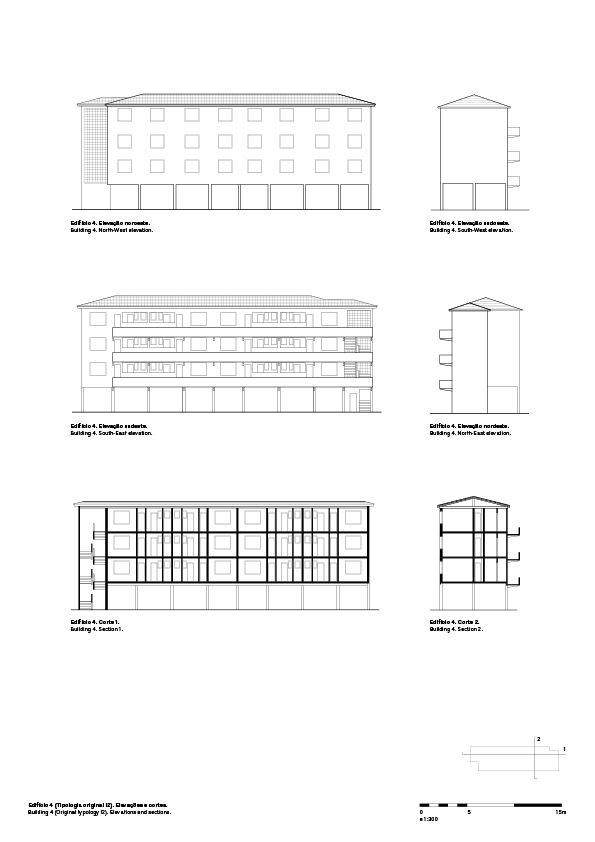 Edifício 4. Elevação noroeste.
Building 4. North-West elevation.
Edifício 4. Elevação sudoeste.
Building 4. South-West elevation.
Edifício 4. Elevação sudeste.
Building 4. South-East elevation.
Edifício 4. Elevação nordeste.
Building 4. North-East elevation.
Edifício 4. Corte 1.
Building 4. Section 1.
Edifício 4. Corte 2.
Building 4. Section 2.
2
1
Edifício 4 (Tipologia original I2). Elevações e cortes.
Building 4 (Original typology I2). Elevations and sections.
0 5 15m
e 1:300